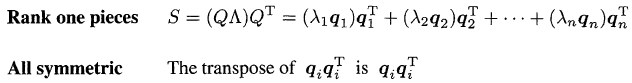 Rank one pieces S = (QΛ)Qᵀ = (λ₁q₁)q₁ᵀ + (λ₂q₂)q₂ᵀ + ··· + (λₙqₙ)qₙᵀ
All symmetric The transpose of qᵢqᵢᵀ is qᵢqᵢᵀ